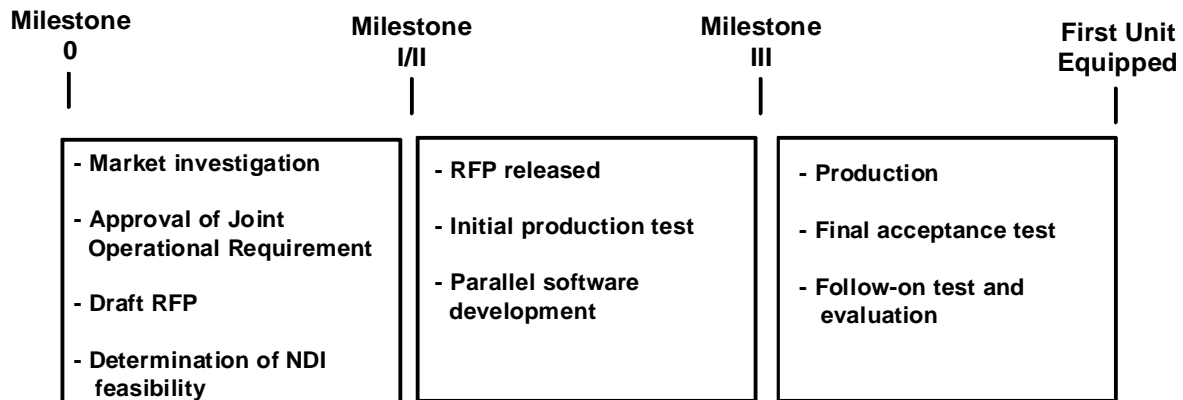 Milestone
0
Milestone
I/II
Milestone
III
First Unit
Equipped
- Market investigation
- Approval of Joint
Operational Requirement
- Draft RFP
- Determination of NDI
feasibility
- RFP released
- Initial production test
- Parallel software
development
- Production
- Final acceptance test
- Follow-on test and
evaluation